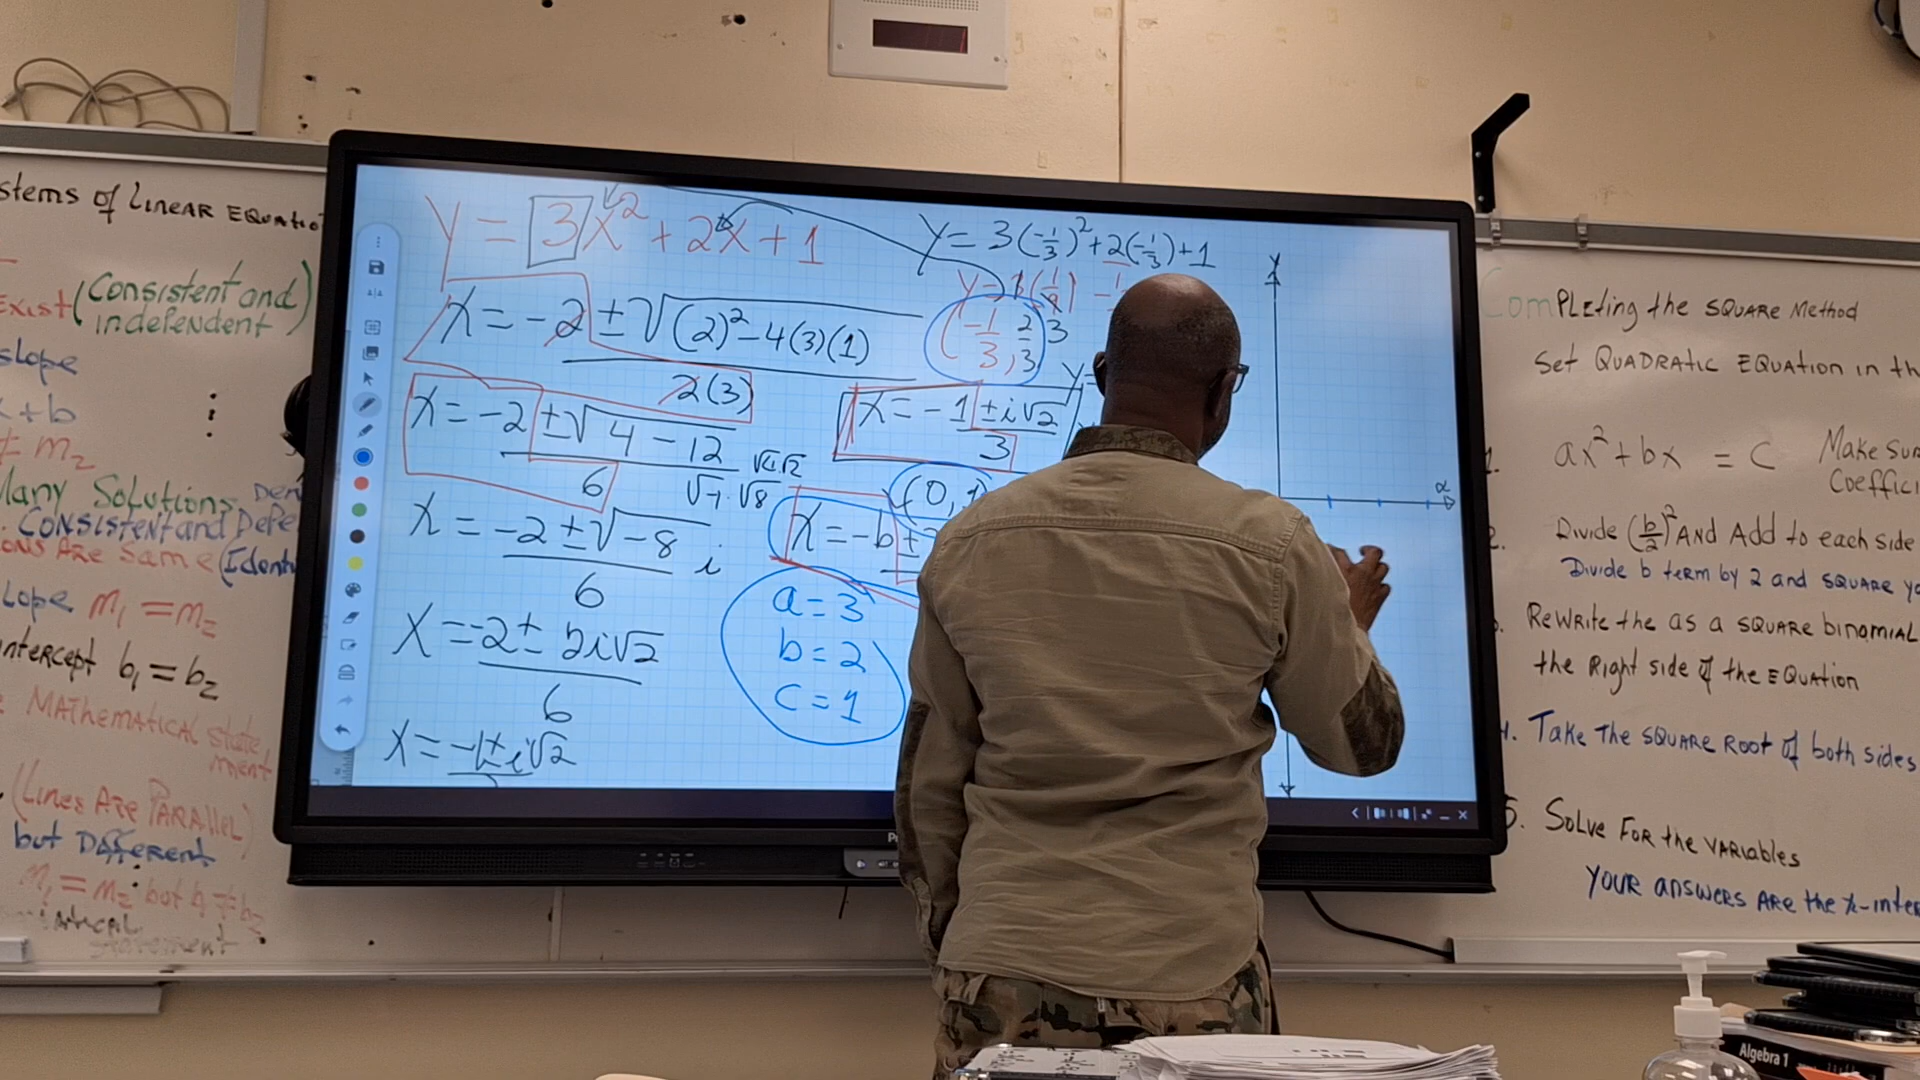 stems of LINEAR EQUATIO
Exist (Consistent and
independent)
slope
x + b
≠ m₂
Many Solutions
CONSISTENT and DEPE
ONS ARE SAME (Identi
LOPE m₁ = m₂
intercept b₁ = b₂
MATHEMATICAL state
ment
(Lines Are PARALLEL)
but Different
m₁ = m₂ but b₁ ≠ b₂
y = 3x² + 2x + 1
x = -2 ± √(2)² - 4(3)(1)
2(3)
x = -2 ± √4 - 12
6
√4 √2
√-1 · √8
x = -2 ± √-8 i
6
x = -2 ± 2i√2
6
x = -1 ± i√2
y = 3(-1/3)² + 2(-1/3) + 1
(-1/3, 2/3)
x = -1 ± i√2
3
(0, 1)
x = -b ±
a = 3
b = 2
c = 1
y
x
ComPLeting the SQUARE Method
Set QUADRATIC EQUATION in th
1. ax² + bx = c Make Sur
Coeffici
2. Divide (b/2)² AND Add to each side
Divide b term by 2 and SQUARE yo
3. ReWRite the as a SQUARE binomial
the Right side of the EQUATION
4. Take The SQUARE ROOT of both sides
5. SOLVE FOR the VARIABLES
YOUR answers ARE the x-inter
Algebra 1